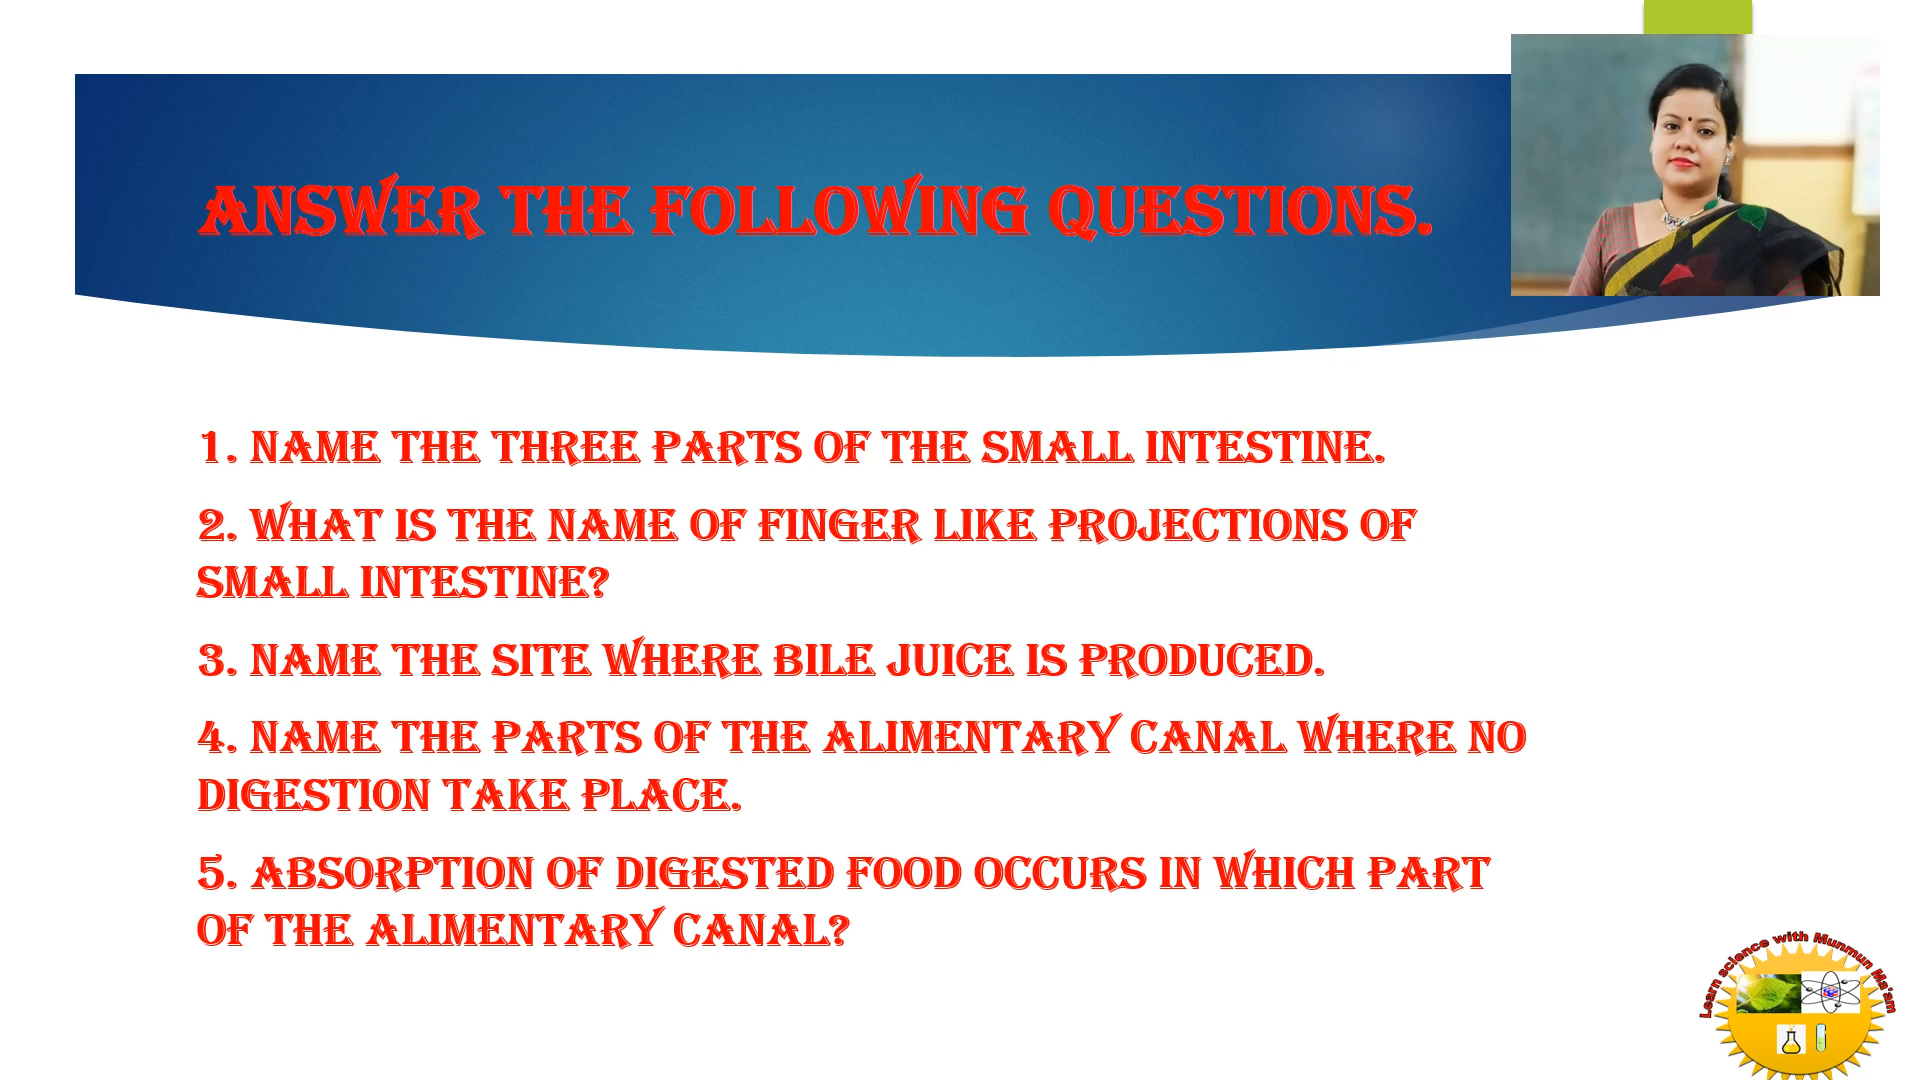 ANSWER THE FOLLOWING QUESTIONS.
1. NAME THE THREE PARTS OF THE SMALL INTESTINE.
2. WHAT IS THE NAME OF FINGER LIKE PROJECTIONS OF
SMALL INTESTINE?
3. NAME THE SITE WHERE BILE JUICE IS PRODUCED.
4. NAME THE PARTS OF THE ALIMENTARY CANAL WHERE NO
DIGESTION TAKE PLACE.
5. ABSORPTION OF DIGESTED FOOD OCCURS IN WHICH PART
OF THE ALIMENTARY CANAL?
Learn science with Munmun Ma'am